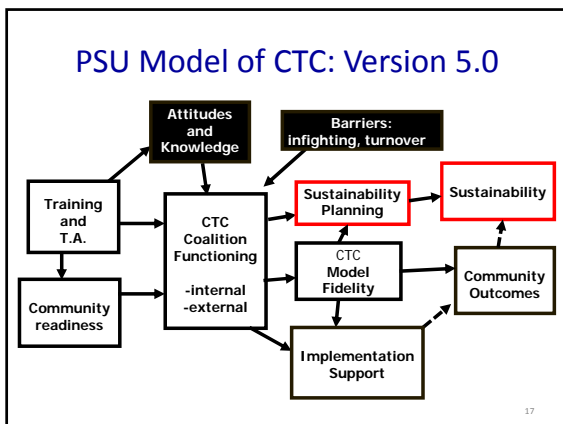 PSU Model of CTC: Version 5.0
Attitudes
and
Knowledge
Barriers:
infighting, turnover
Training
and
T.A.
CTC
Coalition
Functioning
-internal
-external
Sustainability
Planning
Sustainability
CTC
Model
Fidelity
Community
Outcomes
Community
readiness
Implementation
Support
17